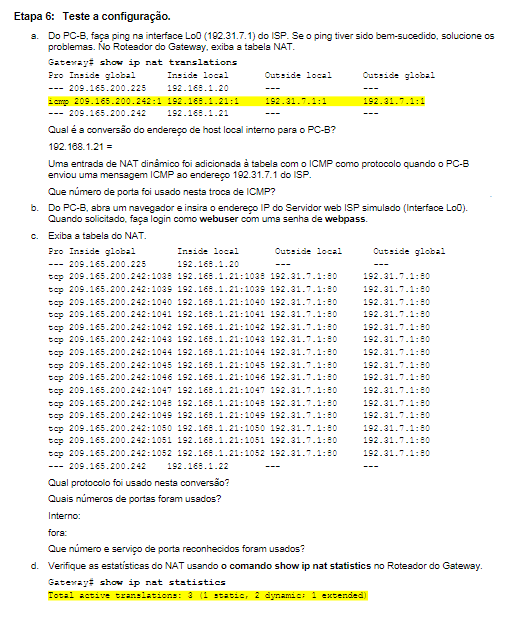 Etapa 6: Teste a configuração.
a. Do PC-B, faça ping na interface Lo0 (192.31.7.1) do ISP. Se o ping tiver sido bem-sucedido, solucione os
problemas. No Roteador do Gateway, exiba a tabela NAT.
Gateway# show ip nat translations
Pro Inside global Inside local Outside local Outside global
--- 209.165.200.225 192.168.1.20 --- ---
icmp 209.165.200.242:1 192.168.1.21:1 192.31.7.1:1 192.31.7.1:1
--- 209.165.200.242 192.168.1.21 --- ---
Qual é a conversão do endereço de host local interno para o PC-B?
192.168.1.21 =
Uma entrada de NAT dinâmico foi adicionada à tabela com o ICMP como protocolo quando o PC-B
enviou uma mensagem ICMP ao endereço 192.31.7.1 do ISP.
Que número de porta foi usado nesta troca de ICMP?
b. Do PC-B, abra um navegador e insira o endereço IP do Servidor web ISP simulado (Interface Lo0).
Quando solicitado, faça login como webuser com uma senha de webpass.
c. Exiba a tabela do NAT.
Pro Inside global Inside local Outside local Outside global
--- 209.165.200.225 192.168.1.20 --- ---
tcp 209.165.200.242:1038 192.168.1.21:1038 192.31.7.1:80 192.31.7.1:80
tcp 209.165.200.242:1039 192.168.1.21:1039 192.31.7.1:80 192.31.7.1:80
tcp 209.165.200.242:1040 192.168.1.21:1040 192.31.7.1:80 192.31.7.1:80
tcp 209.165.200.242:1041 192.168.1.21:1041 192.31.7.1:80 192.31.7.1:80
tcp 209.165.200.242:1042 192.168.1.21:1042 192.31.7.1:80 192.31.7.1:80
tcp 209.165.200.242:1043 192.168.1.21:1043 192.31.7.1:80 192.31.7.1:80
tcp 209.165.200.242:1044 192.168.1.21:1044 192.31.7.1:80 192.31.7.1:80
tcp 209.165.200.242:1045 192.168.1.21:1045 192.31.7.1:80 192.31.7.1:80
tcp 209.165.200.242:1046 192.168.1.21:1046 192.31.7.1:80 192.31.7.1:80
tcp 209.165.200.242:1047 192.168.1.21:1047 192.31.7.1:80 192.31.7.1:80
tcp 209.165.200.242:1048 192.168.1.21:1048 192.31.7.1:80 192.31.7.1:80
tcp 209.165.200.242:1049 192.168.1.21:1049 192.31.7.1:80 192.31.7.1:80
tcp 209.165.200.242:1050 192.168.1.21:1050 192.31.7.1:80 192.31.7.1:80
tcp 209.165.200.242:1051 192.168.1.21:1051 192.31.7.1:80 192.31.7.1:80
tcp 209.165.200.242:1052 192.168.1.21:1052 192.31.7.1:80 192.31.7.1:80
--- 209.165.200.242 192.168.1.22 --- ---
Qual protocolo foi usado nesta conversão?
Quais números de portas foram usados?
Interno:
fora:
Que número e serviço de porta reconhecidos foram usados?
d. Verifique as estatísticas do NAT usando o comando show ip nat statistics no Roteador do Gateway.
Gateway# show ip nat statistics
Total active translations: 3 (1 static, 2 dynamic; 1 extended)